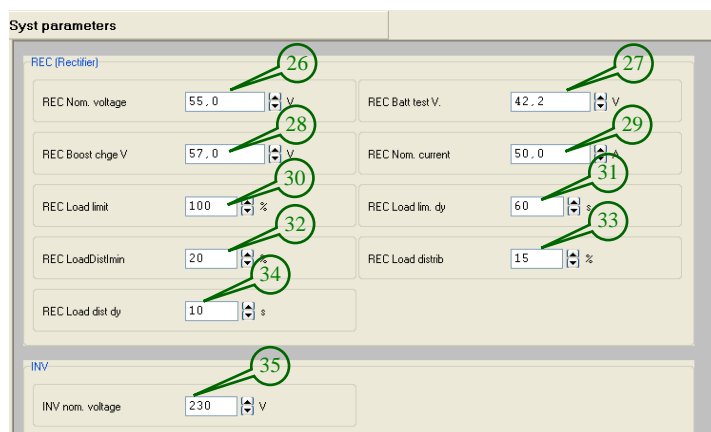 Syst parameters
REC (Rectifier)
26
27
REC Nom. voltage 55,0 V REC Batt test V. 42,2 V
28
29
REC Boost chge V 57,0 V REC Nom. current 50,0 A
30
31
REC Load limit 100 % REC Load lim. dy 60 s
32
33
REC LoadDistImin 20 % REC Load distrib 15 %
34
REC Load dist dy 10 s
INV
35
INV nom. voltage 230 V